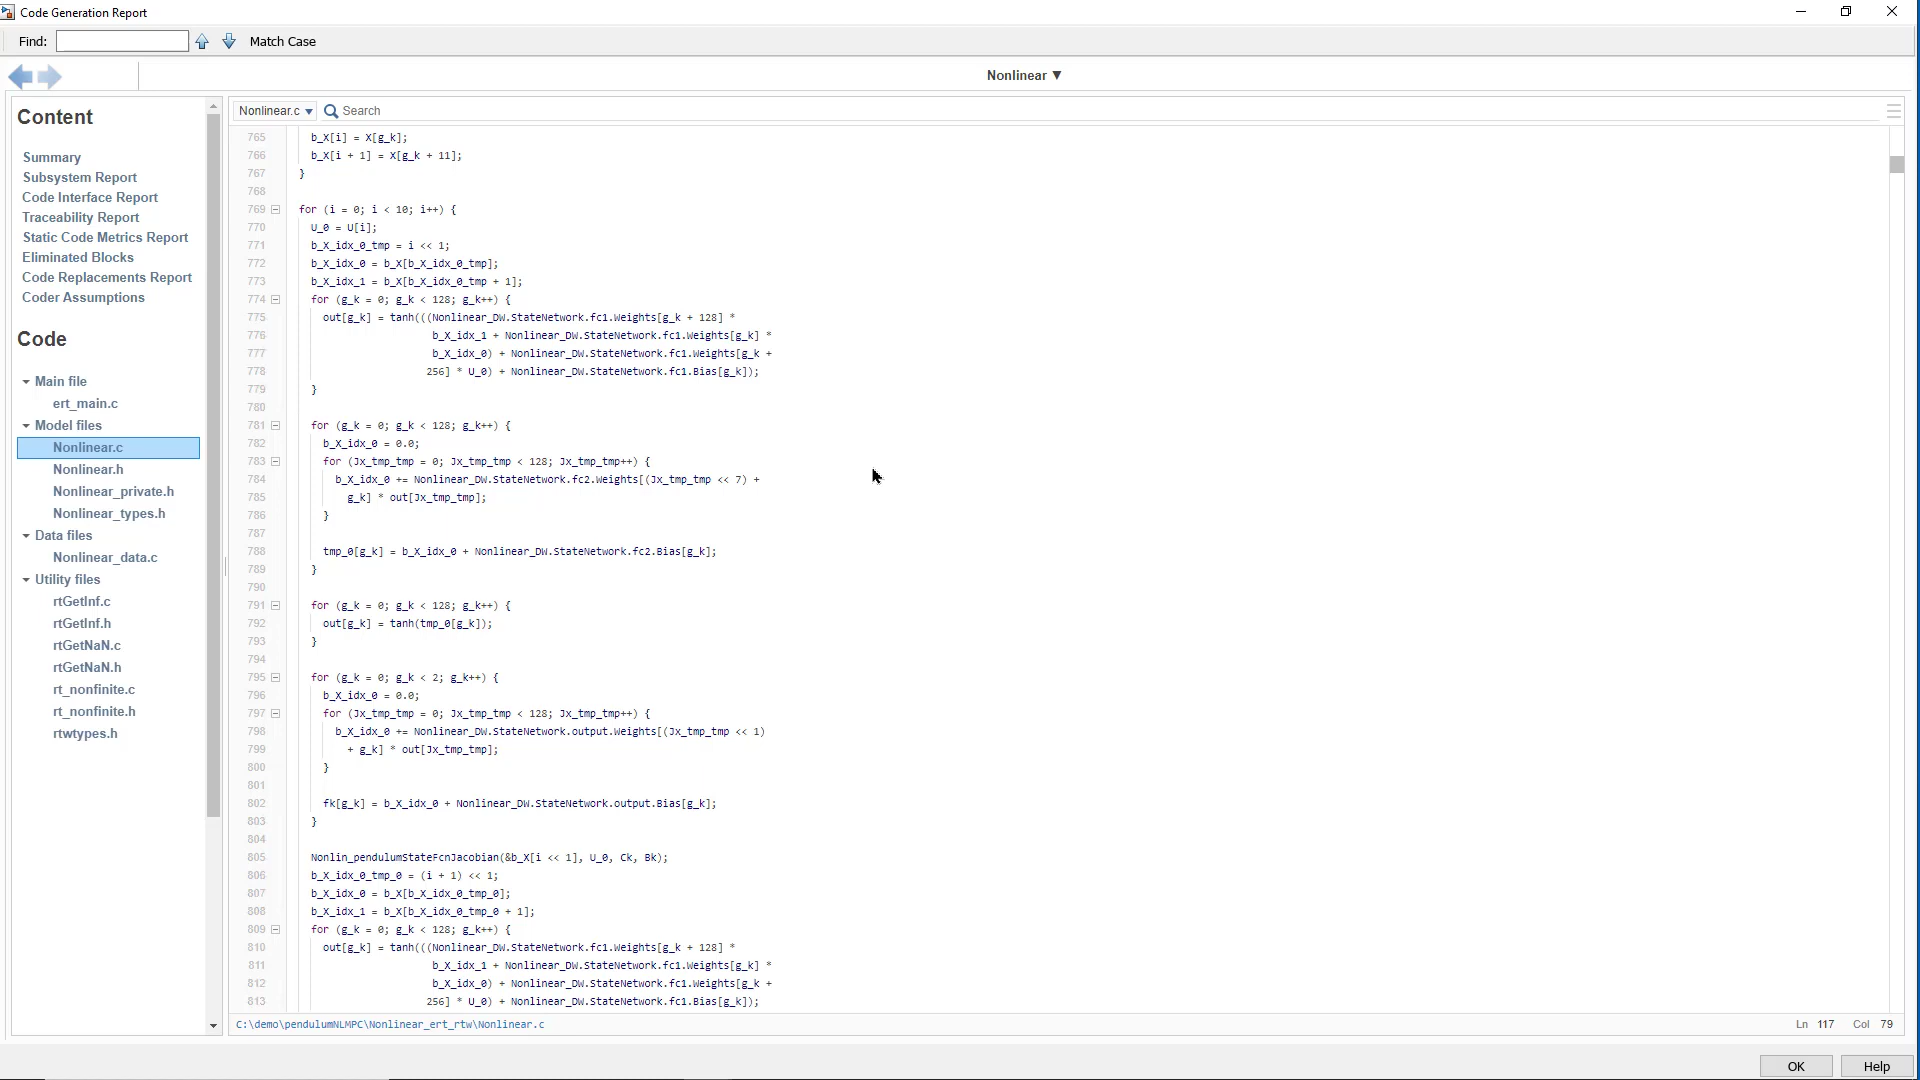 Code Generation Report
Find:
Match Case
Nonlinear ▼
Content
Summary
Subsystem Report
Code Interface Report
Traceability Report
Static Code Metrics Report
Eliminated Blocks
Code Replacements Report
Coder Assumptions
Code
Main file
ert_main.c
Model files
Nonlinear.c
Nonlinear.h
Nonlinear_private.h
Nonlinear_types.h
Data files
Nonlinear_data.c
Utility files
rtGetInf.c
rtGetInf.h
rtGetNaN.c
rtGetNaN.h
rt_nonfinite.c
rt_nonfinite.h
rtwtypes.h
Nonlinear.c ▼ Search
765 b_X[i] = X[g_k];
766 b_X[i + 1] = X[g_k + 11];
767 }
768
769 for (i = 0; i < 10; i++) {
770 U_0 = U[i];
771 b_X_idx_0_tmp = i << 1;
772 b_X_idx_0 = b_X[b_X_idx_0_tmp];
773 b_X_idx_1 = b_X[b_X_idx_0_tmp + 1];
774 for (g_k = 0; g_k < 128; g_k++) {
775 out[g_k] = tanh(((Nonlinear_DW.StateNetwork.fc1.Weights[g_k + 128] *
776 b_X_idx_1 + Nonlinear_DW.StateNetwork.fc1.Weights[g_k] *
777 b_X_idx_0) + Nonlinear_DW.StateNetwork.fc1.Weights[g_k +
778 256] * U_0) + Nonlinear_DW.StateNetwork.fc1.Bias[g_k]);
779 }
780
781 for (g_k = 0; g_k < 128; g_k++) {
782 b_X_idx_0 = 0.0;
783 for (Jx_tmp_tmp = 0; Jx_tmp_tmp < 128; Jx_tmp_tmp++) {
784 b_X_idx_0 += Nonlinear_DW.StateNetwork.fc2.Weights[(Jx_tmp_tmp << 7) +
785 g_k] * out[Jx_tmp_tmp];
786 }
787
788 tmp_0[g_k] = b_X_idx_0 + Nonlinear_DW.StateNetwork.fc2.Bias[g_k];
789 }
790
791 for (g_k = 0; g_k < 128; g_k++) {
792 out[g_k] = tanh(tmp_0[g_k]);
793 }
794
795 for (g_k = 0; g_k < 2; g_k++) {
796 b_X_idx_0 = 0.0;
797 for (Jx_tmp_tmp = 0; Jx_tmp_tmp < 128; Jx_tmp_tmp++) {
798 b_X_idx_0 += Nonlinear_DW.StateNetwork.output.Weights[(Jx_tmp_tmp << 1)
799 + g_k] * out[Jx_tmp_tmp];
800 }
801
802 fk[g_k] = b_X_idx_0 + Nonlinear_DW.StateNetwork.output.Bias[g_k];
803 }
804
805 Nonlin_pendulumStateFcnJacobian(&b_X[i << 1], U_0, Ck, Bk);
806 b_X_idx_0_tmp_0 = (i + 1) << 1;
807 b_X_idx_0 = b_X[b_X_idx_0_tmp_0];
808 b_X_idx_1 = b_X[b_X_idx_0_tmp_0 + 1];
809 for (g_k = 0; g_k < 128; g_k++) {
810 out[g_k] = tanh(((Nonlinear_DW.StateNetwork.fc1.Weights[g_k + 128] *
811 b_X_idx_1 + Nonlinear_DW.StateNetwork.fc1.Weights[g_k] *
812 b_X_idx_0) + Nonlinear_DW.StateNetwork.fc1.Weights[g_k +
813 256] * U_0) + Nonlinear_DW.StateNetwork.fc1.Bias[g_k]);
C:\demo\pendulumNLMPC\Nonlinear_ert_rtw\Nonlinear.c
Ln 117 Col 79
OK
Help